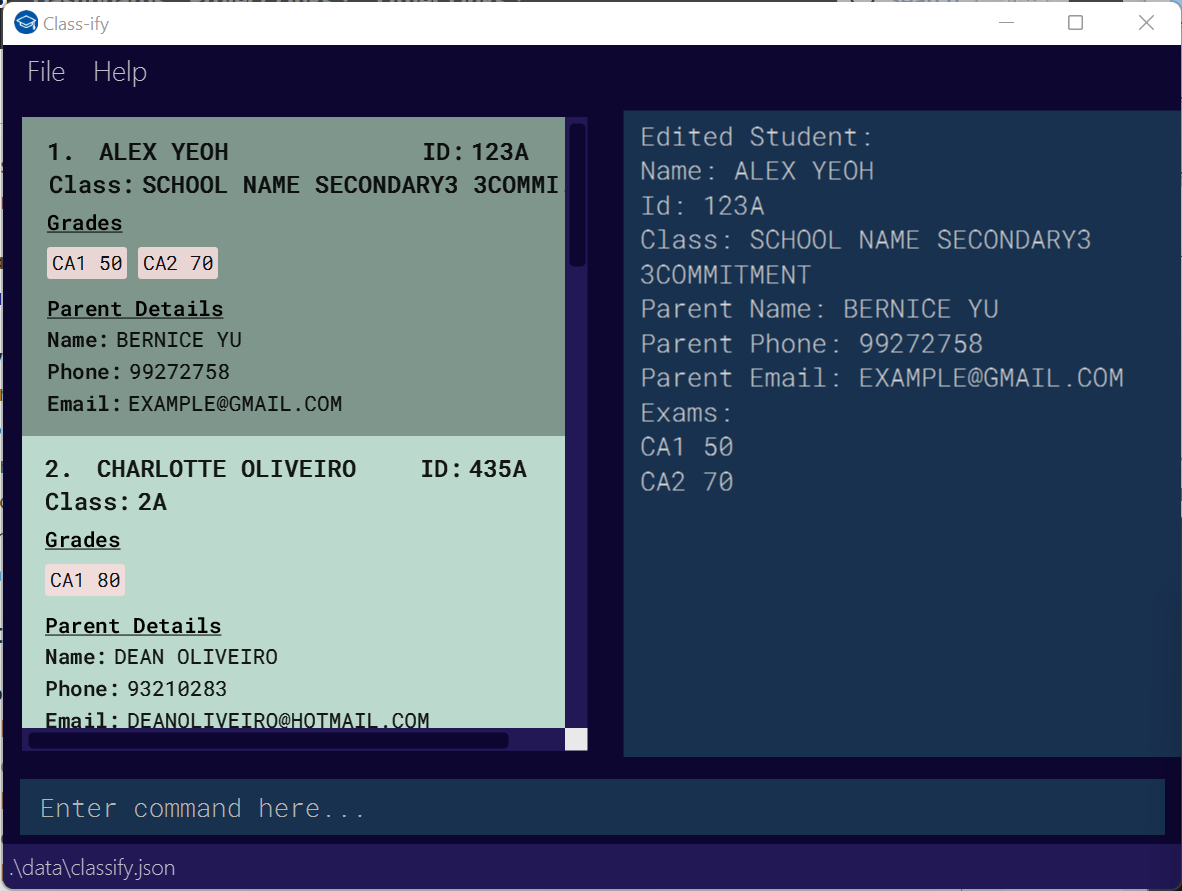 Class-ify
File Help
1. ALEX YEOH ID: 123A
Class: SCHOOL NAME SECONDARY3 3COMMI
Grades
CA1 50 CA2 70
Parent Details
Name: BERNICE YU
Phone: 99272758
Email: EXAMPLE@GMAIL.COM
2. CHARLOTTE OLIVEIRO ID: 435A
Class: 2A
Grades
CA1 80
Parent Details
Name: DEAN OLIVEIRO
Phone: 93210283
Email: DEANOLIVEIRO@HOTMAIL.COM
Edited Student:
Name: ALEX YEOH
Id: 123A
Class: SCHOOL NAME SECONDARY3
3COMMITMENT
Parent Name: BERNICE YU
Parent Phone: 99272758
Parent Email: EXAMPLE@GMAIL.COM
Exams:
CA1 50
CA2 70
Enter command here...
.\data\classify.json